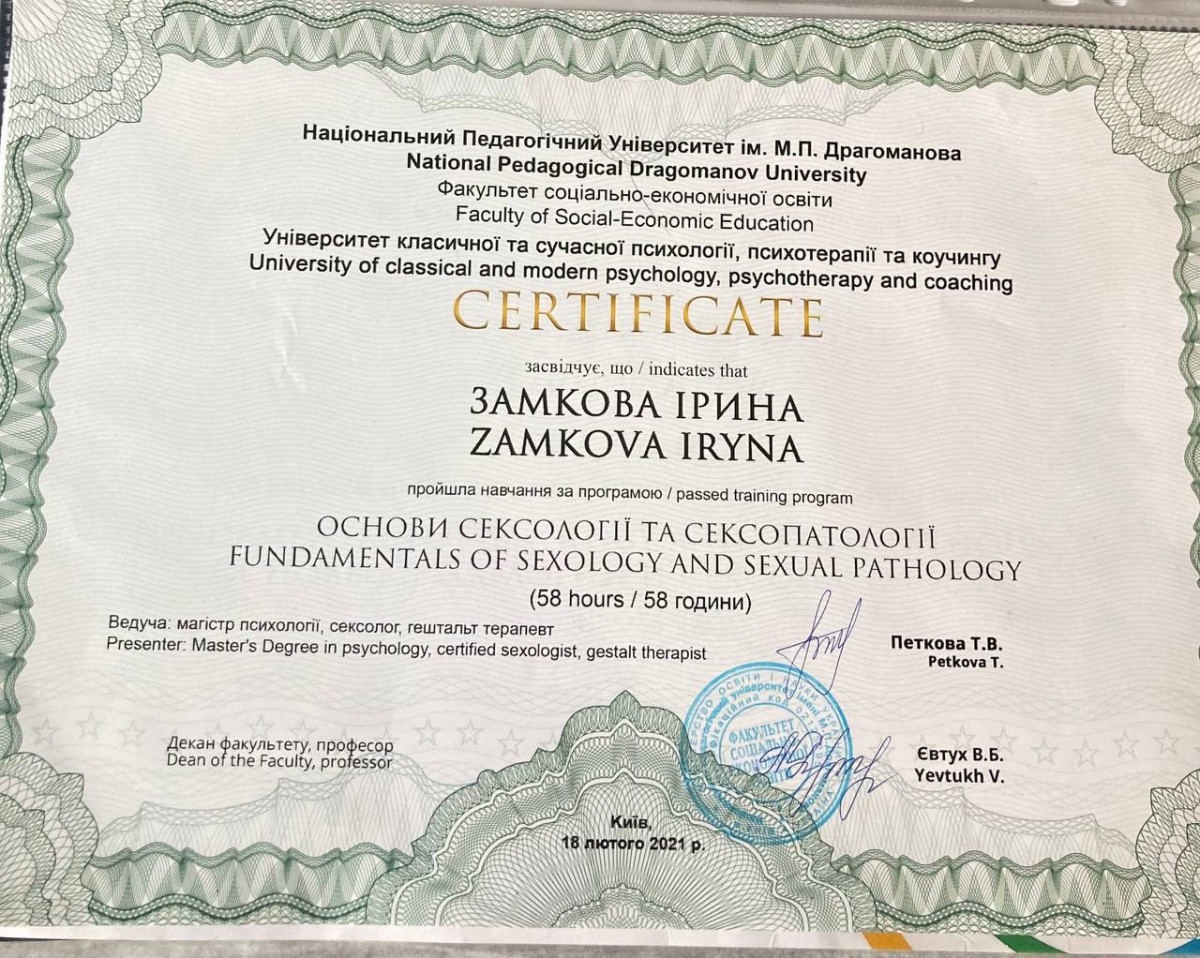 Національний Педагогічний Університет ім. М.П. Драгоманова
National Pedagogical Dragomanov University
Факультет соціально-економічної освіти
Faculty of Social-Economic Education
Університет класичної та сучасної психології, психотерапії та коучингу
University of classical and modern psychology, psychotherapy and coaching
CERTIFICATE
засвідчує, що / indicates that
ЗАМКОВА ІРИНА
ZAMKOVA IRYNA
пройшла навчання за програмою / passed training program
ОСНОВИ СЕКСОЛОГІЇ ТА СЕКСОПАТОЛОГІЇ
FUNDAMENTALS OF SEXOLOGY AND SEXUAL PATHOLOGY
(58 hours / 58 години)
Ведуча: магістр психології, сексолог, гештальт терапевт
Presenter: Master's Degree in psychology, certified sexologist, gestalt therapist
Петкова Т.В.
Petkova T.
Декан факультету, професор
Dean of the Faculty, professor
ФАКУЛЬТЕТ
Євтух В.Б.
Yevtukh V.
Київ,
18 лютого 2021 р.